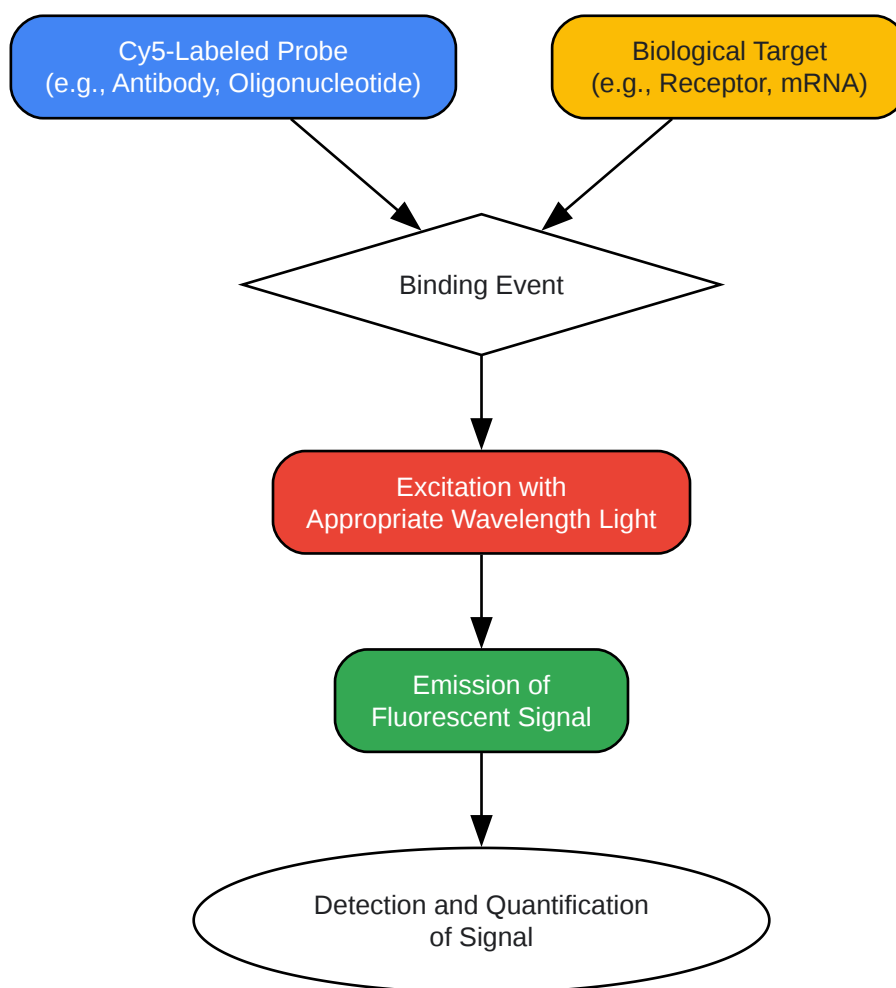 Cy5-Labeled Probe
(e.g., Antibody, Oligonucleotide)
Biological Target
(e.g., Receptor, mRNA)
Binding Event
Excitation with
Appropriate Wavelength Light
Emission of
Fluorescent Signal
Detection and Quantification
of Signal